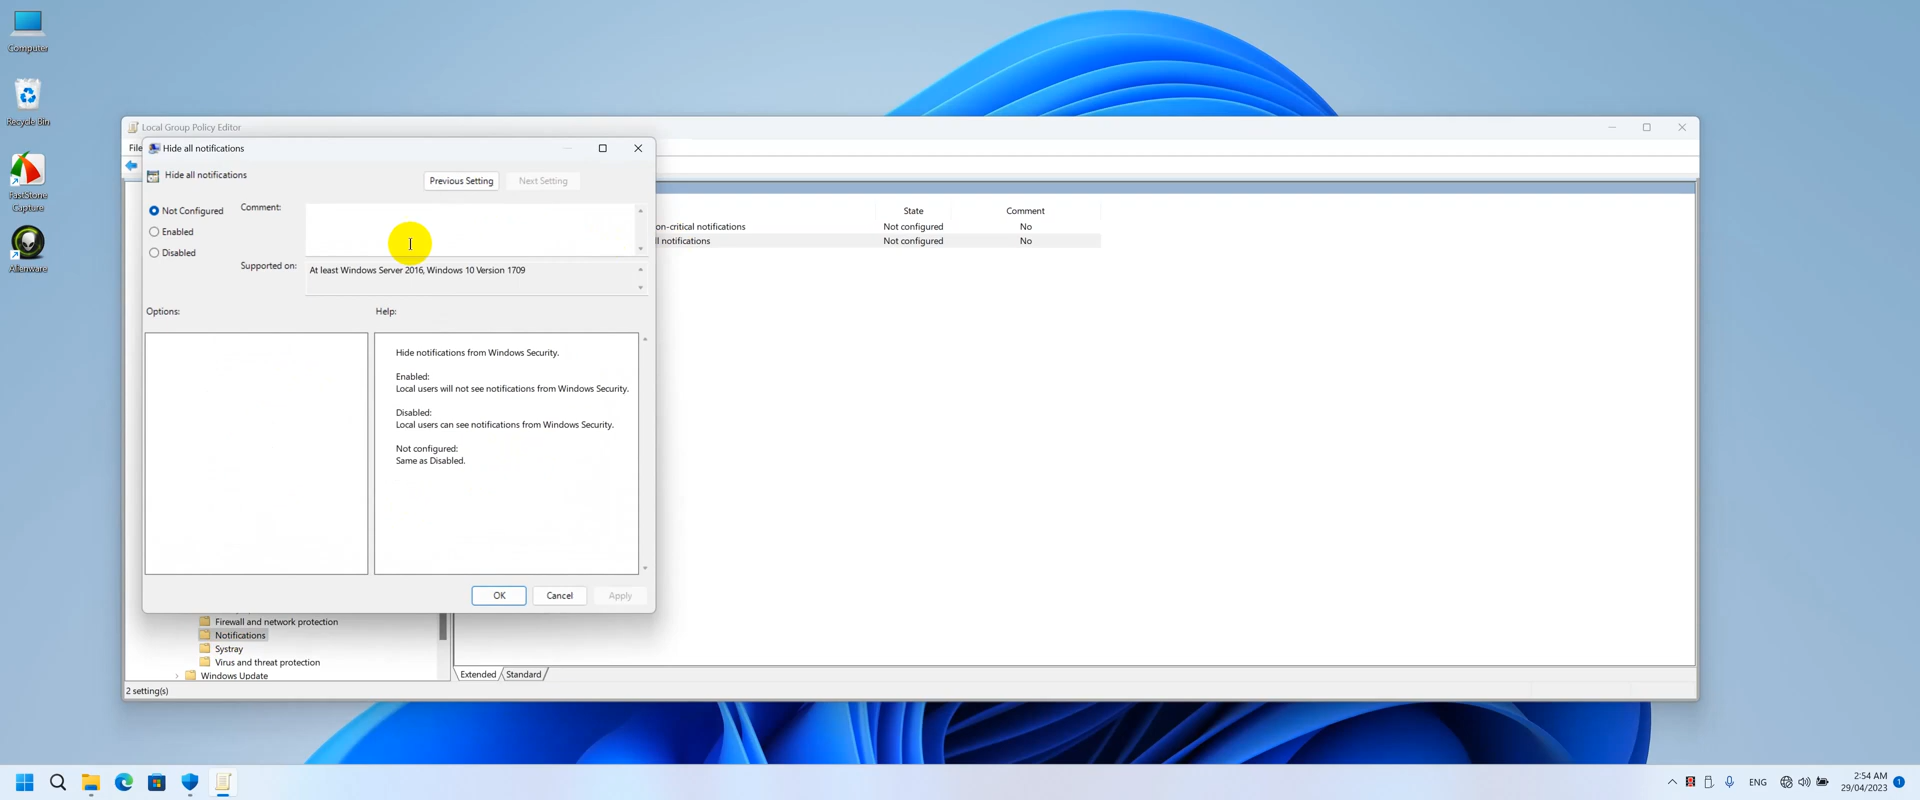 Computer
Recycle Bin
FastStone
Capture
Alienware
Local Group Policy Editor
File
Hide all notifications
Hide all notifications
Previous Setting
Next Setting
Not Configured
Enabled
Disabled
Comment:
Supported on:
At least Windows Server 2016, Windows 10 Version 1709
Options:
Help:
Hide notifications from Windows Security.
Enabled:
Local users will not see notifications from Windows Security.
Disabled:
Local users can see notifications from Windows Security.
Not configured:
Same as Disabled.
OK
Cancel
Apply
State
Comment
on-critical notifications
Not configured
No
ll notifications
Not configured
No
Firewall and network protection
Notifications
Systray
Virus and threat protection
Windows Update
Extended
Standard
2 setting(s)
ENG
2:54 AM
29/04/2023
1